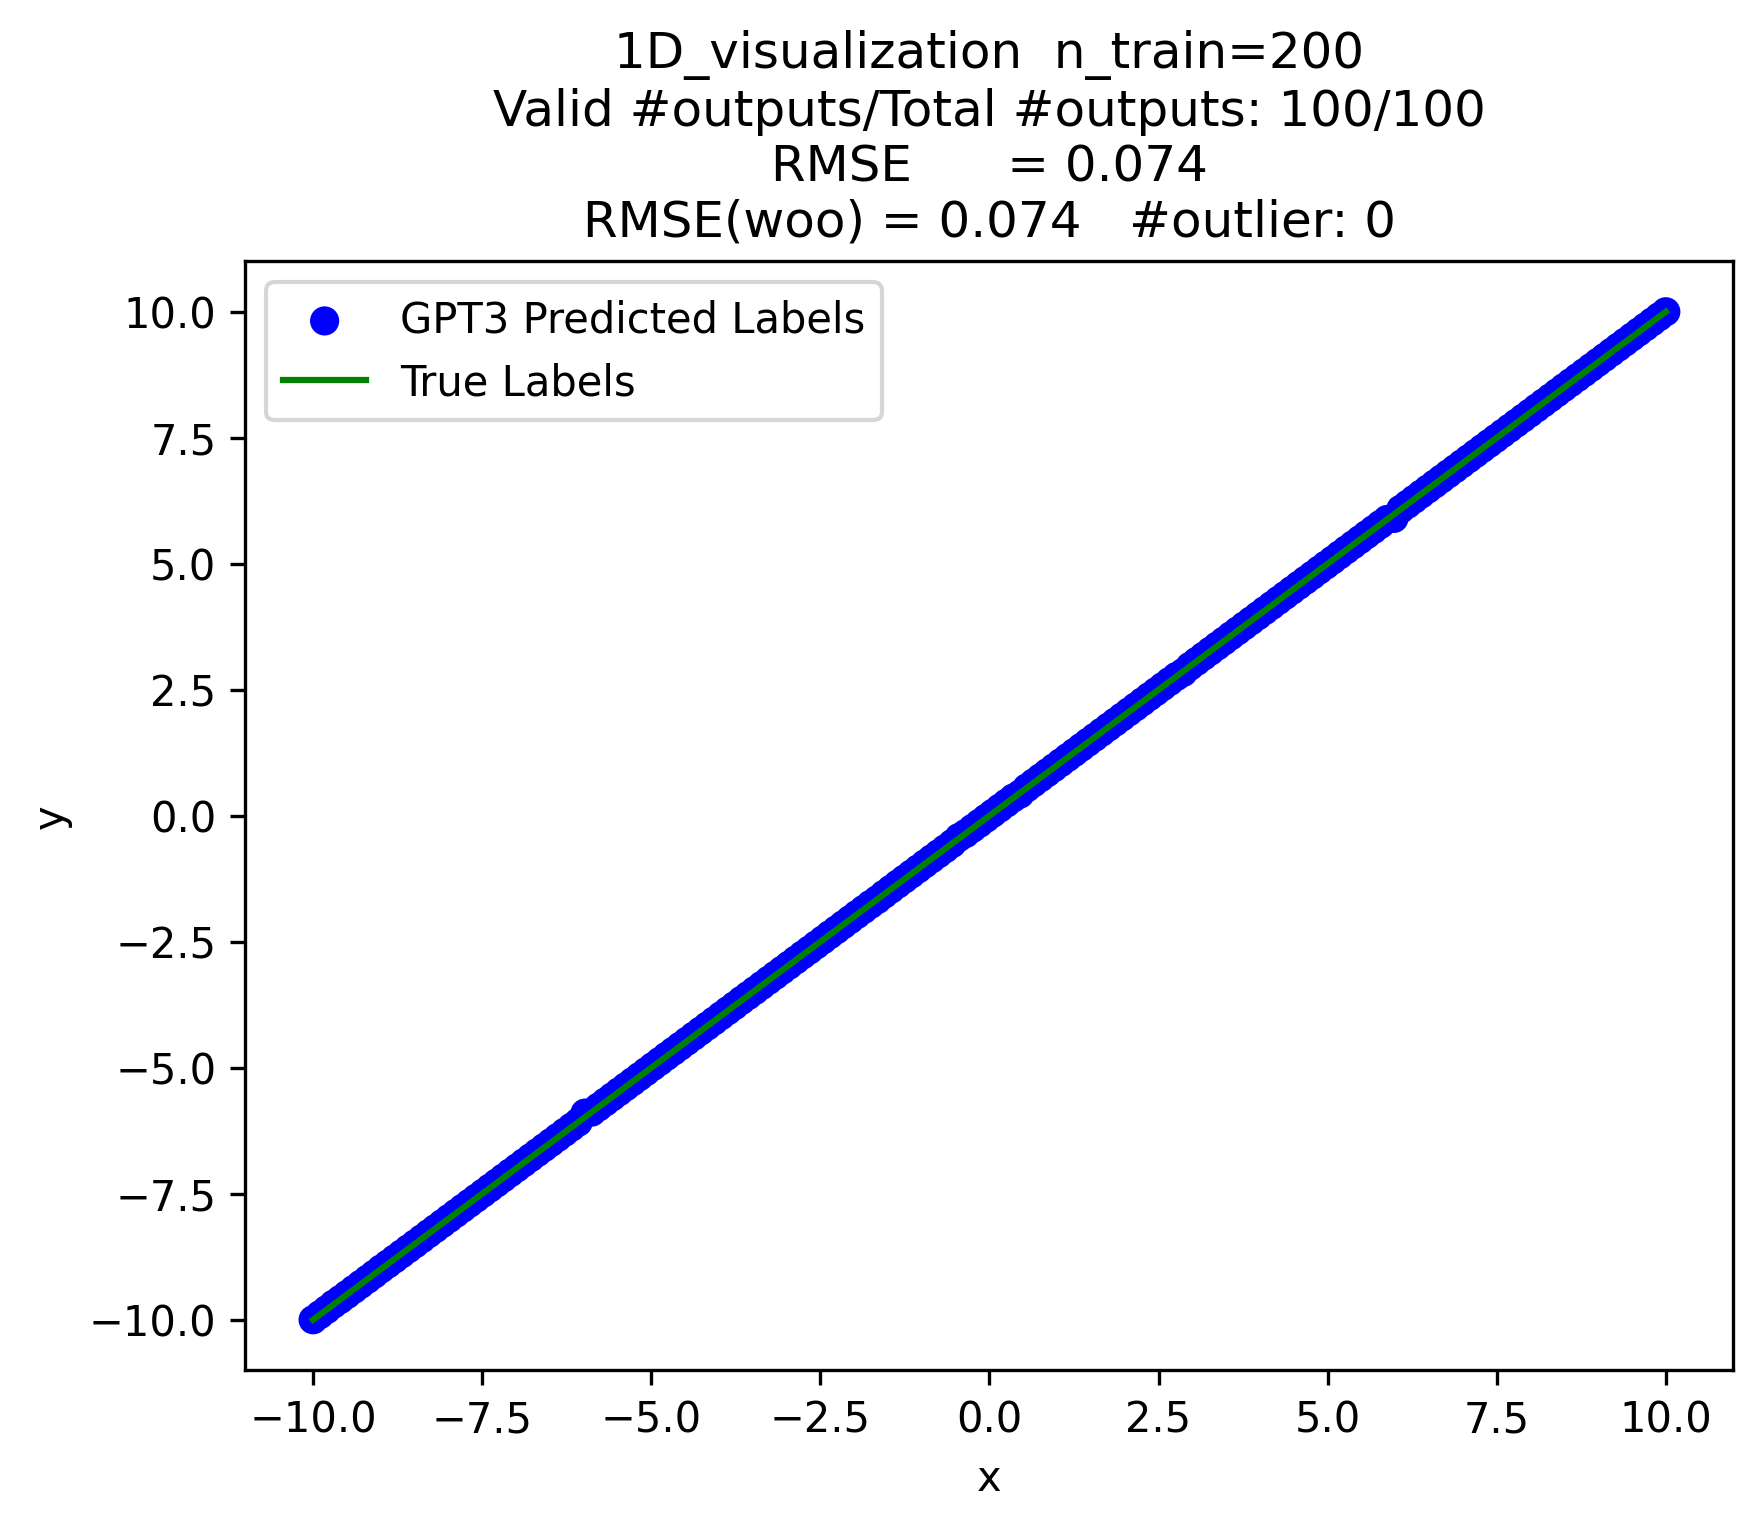 1D_visualization  n_train=200
Valid #outputs/Total #outputs: 100/100
RMSE      = 0.074
RMSE(woo) = 0.074   #outlier: 0
GPT3 Predicted Labels
True Labels
10.0
7.5
5.0
2.5
0.0
−2.5
−5.0
−7.5
−10.0
y
−10.0 −7.5 −5.0 −2.5 0.0 2.5 5.0 7.5 10.0
x